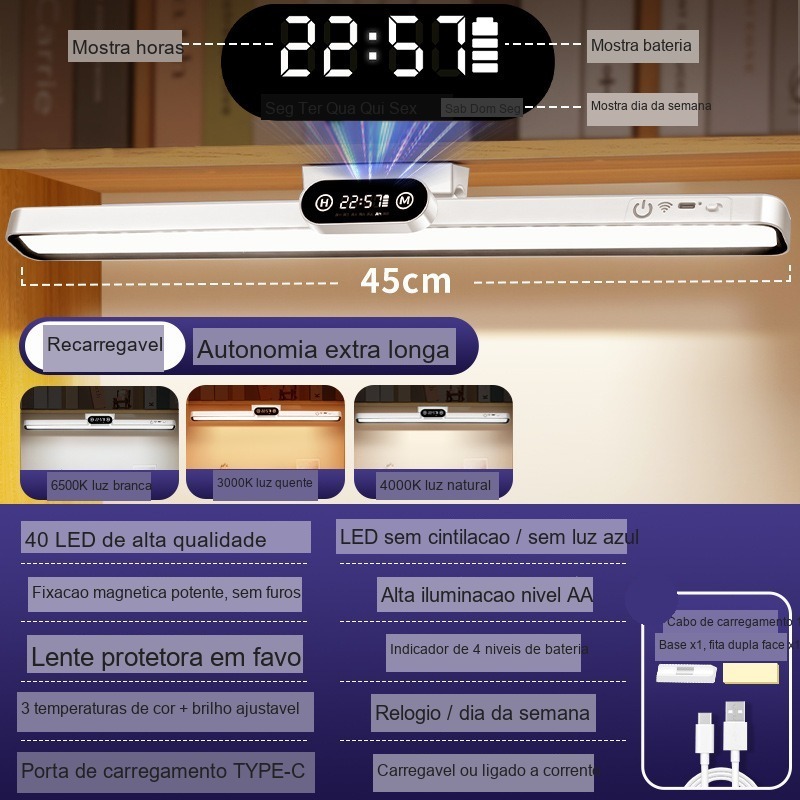 22:57
Mostra horas
Mostra bateria
Seg Ter Qua Qui Sex
Sab Dom Seg
Mostra dia da semana
H 22:57 M
45cm
Recarregavel
Autonomia extra longa
6500K luz branca
3000K luz quente
4000K luz natural
40 LED de alta qualidade
LED sem cintilacao / sem luz azul
Fixacao magnetica potente, sem furos
Alta iluminacao nivel AA
Lente protetora em favo
Indicador de 4 niveis de bateria
3 temperaturas de cor + brilho ajustavel
Relogio / dia da semana
Porta de carregamento TYPE-C
Carregavel ou ligado a corrente
Cabo de carregamento
Base x1, fita dupla face x1